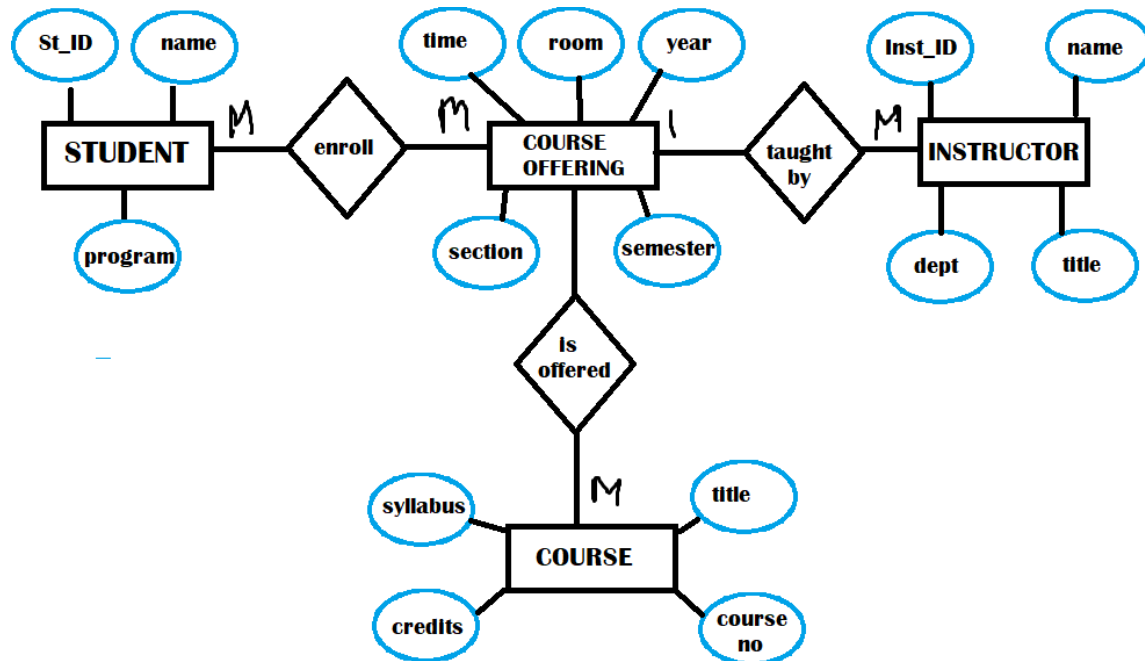 St_ID
name
time
room
year
Inst_ID
name
M
m
1
M
STUDENT
enroll
COURSE
OFFERING
taught
by
INSTRUCTOR
program
section
semester
dept
title
is
offered
M
syllabus
title
COURSE
credits
course
no